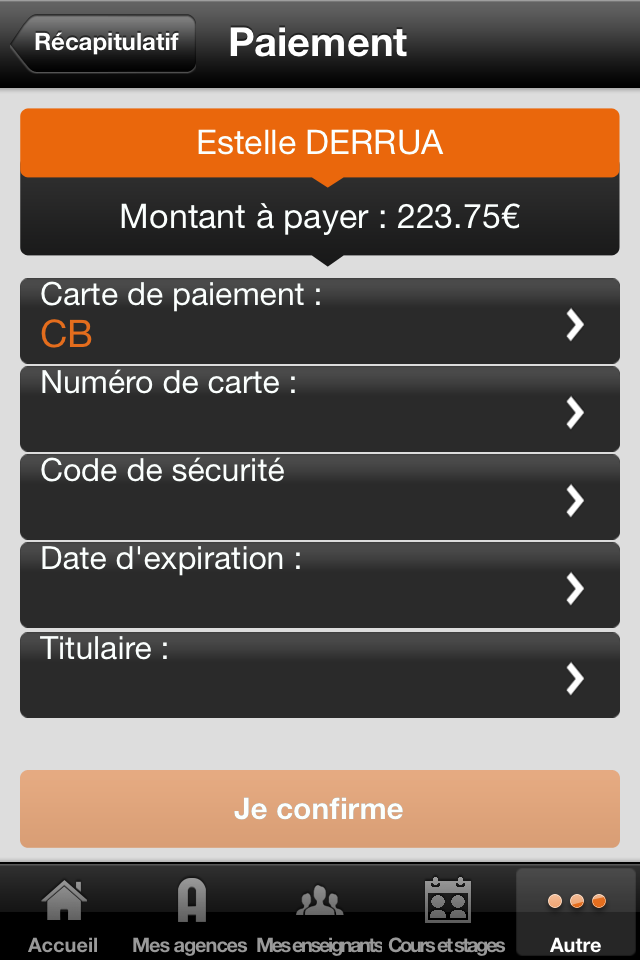 Récapitulatif
Paiement
Estelle DERRUA
Montant à payer : 223.75€
Carte de paiement :
CB
Numéro de carte :
Code de sécurité
Date d'expiration :
Titulaire :
Je confirme
Accueil
Mes agences
Mes enseignants
Cours et stages
Autre